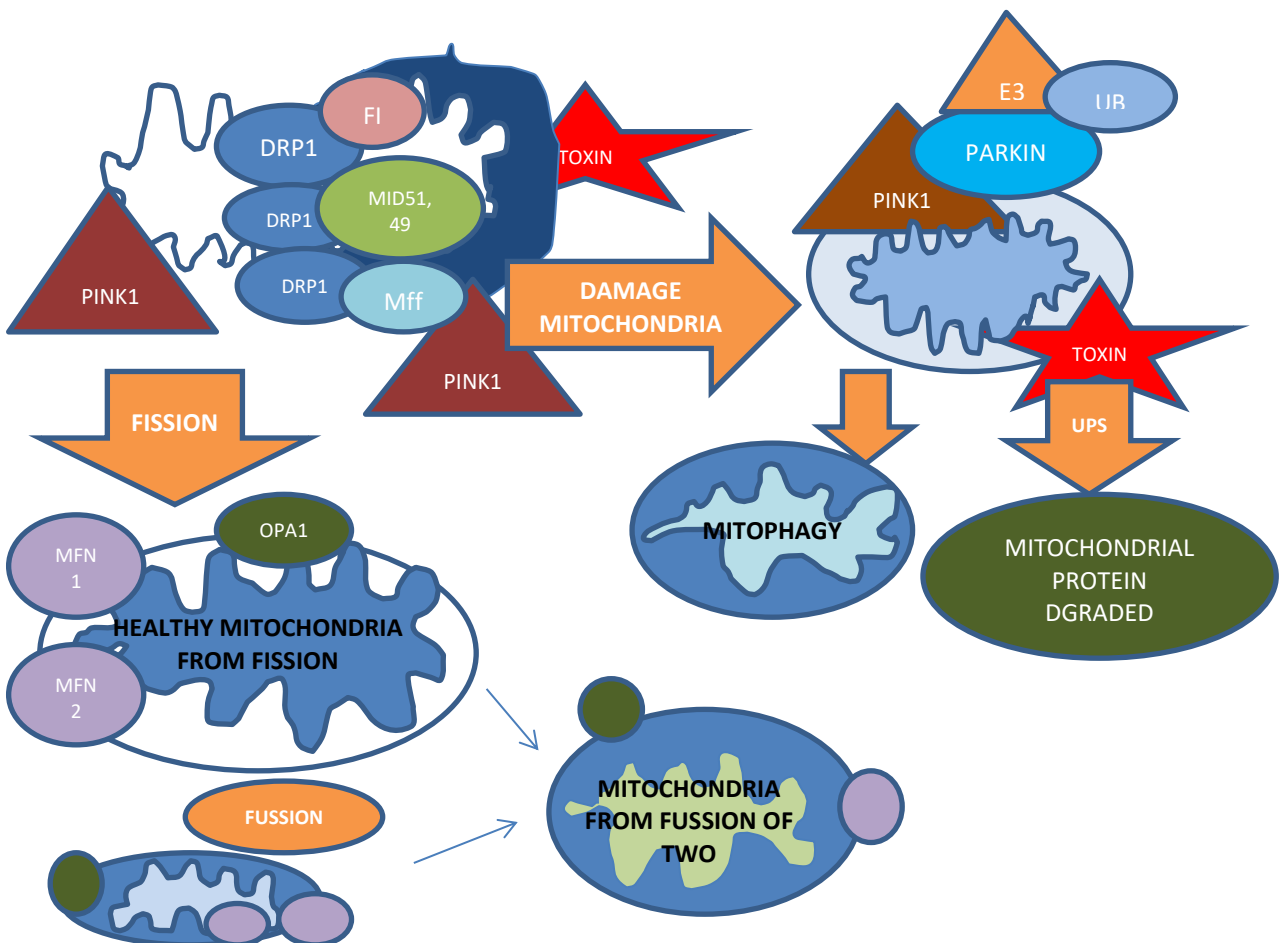 FI
DRP1
TOXIN
MID51,
49
DRP1
DRP1
Mff
PINK1
PINK1
DAMAGE
MITOCHONDRIA
E3
UB
PARKIN
PINK1
TOXIN
FISSION
UPS
MITOPHAGY
MITOCHONDRIAL
PROTEIN
DGRADED
OPA1
MFN
1
HEALTHY MITOCHONDRIA
FROM FISSION
MFN
2
FUSSION
MITOCHONDRIA
FROM FUSSION OF
TWO